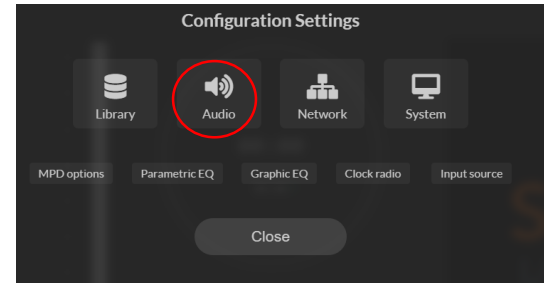 Configuration Settings
Library Audio Network System
MPD options Parametric EQ Graphic EQ Clock radio Input source
Close